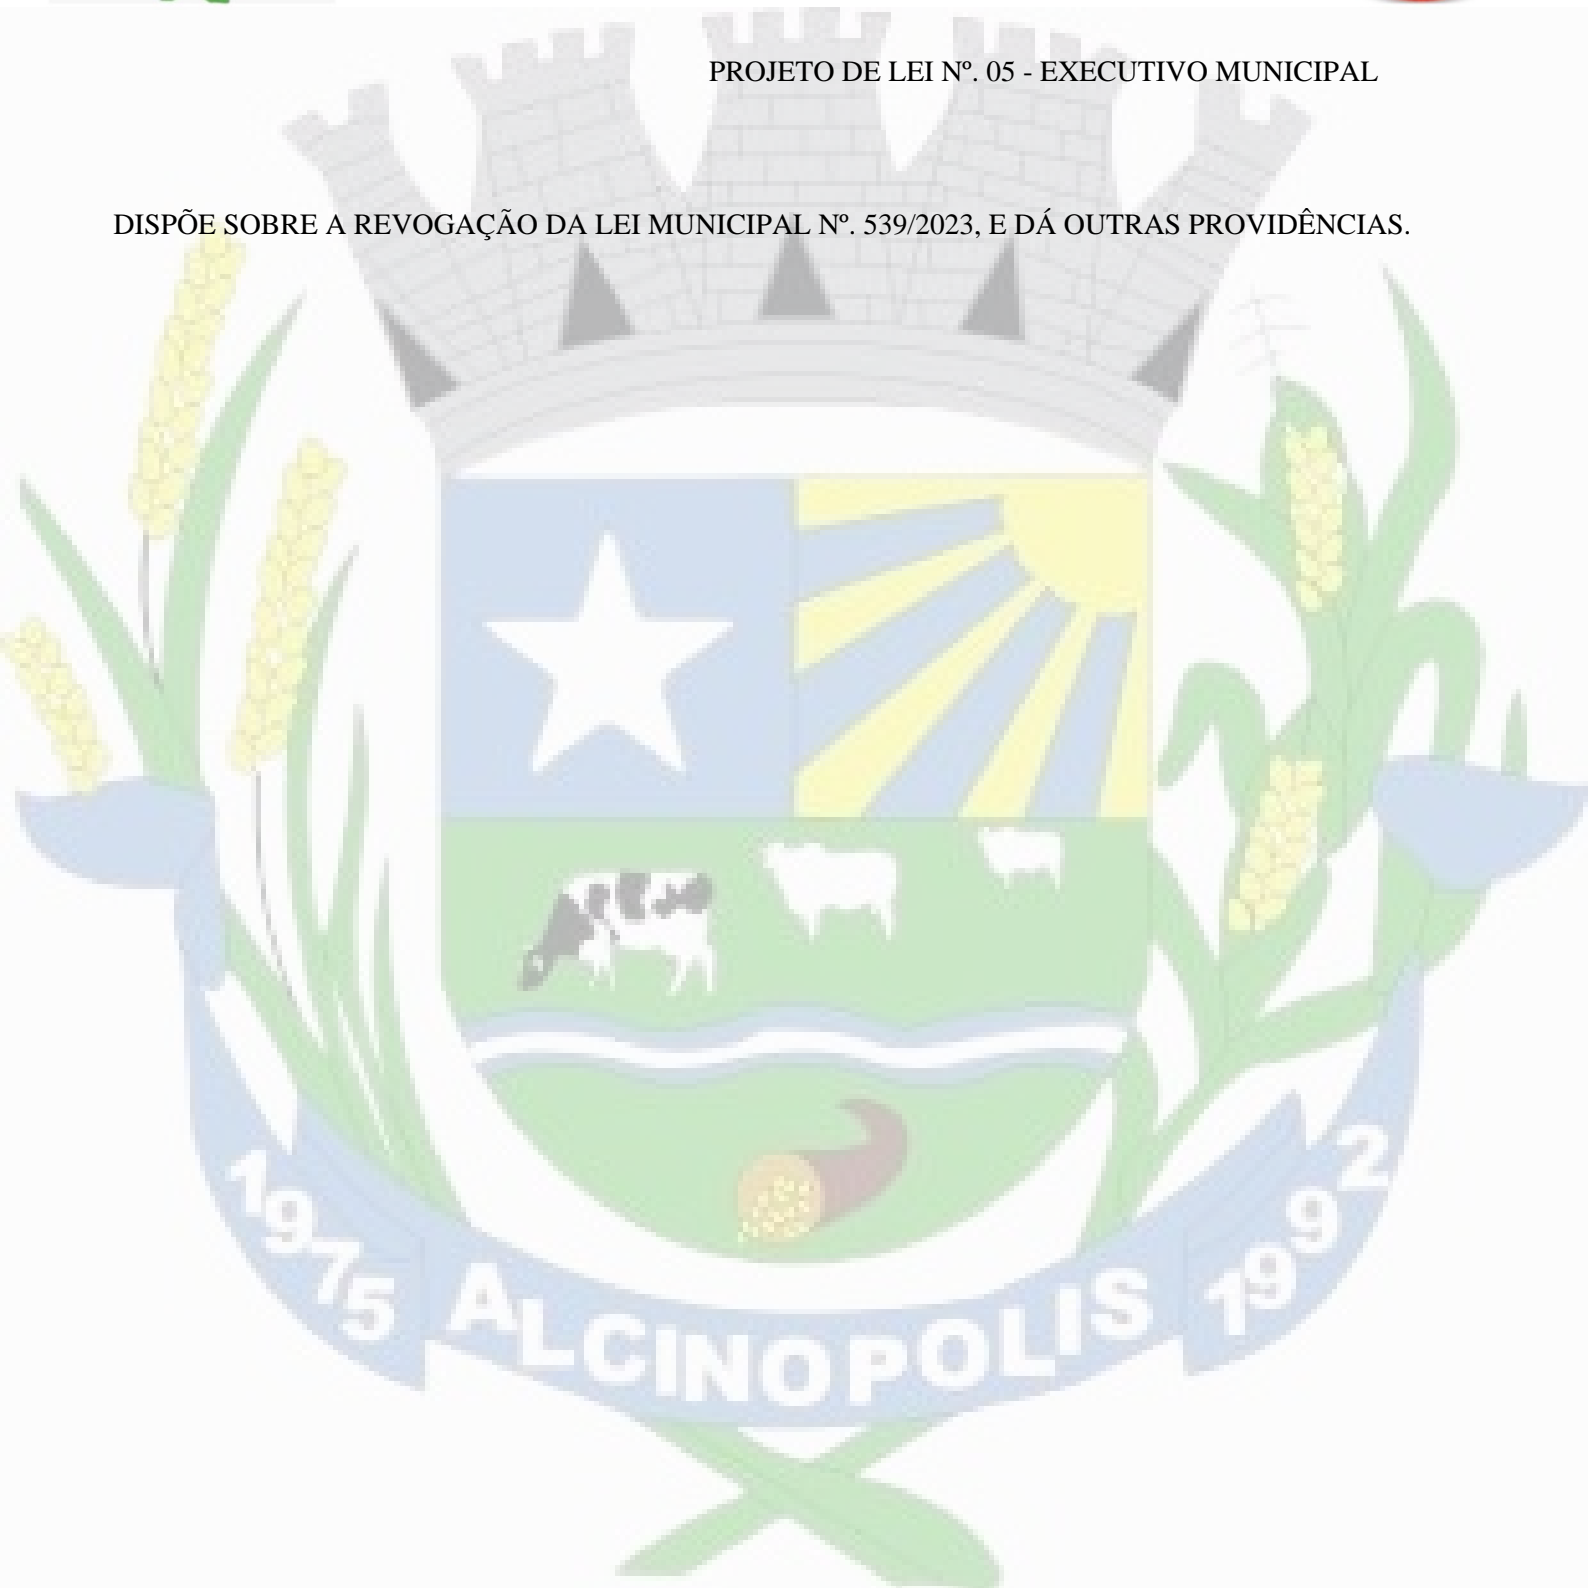 PROJETO DE LEI Nº. 05 - EXECUTIVO MUNICIPAL
DISPÕE SOBRE A REVOGAÇÃO DA LEI MUNICIPAL Nº. 539/2023, E DÁ OUTRAS PROVIDÊNCIAS.
1975 ALCINOPOLIS 1992